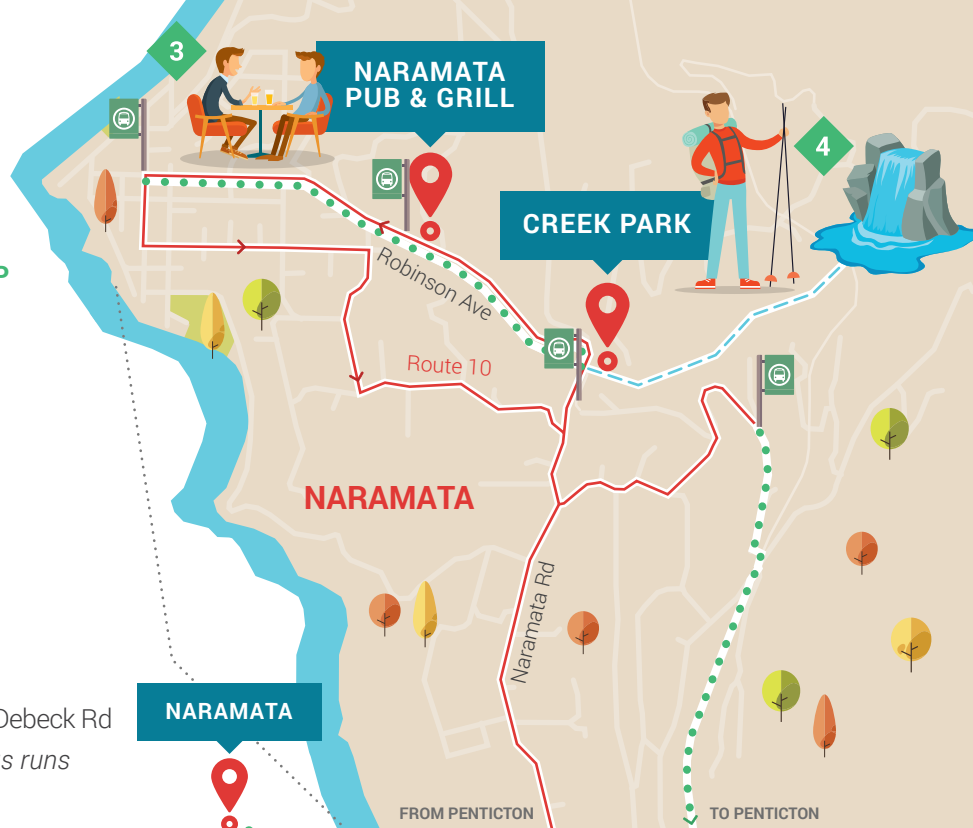 3
NARAMATA
PUB & GRILL
4
CREEK PARK
P
Robinson Ave
Route 10
NARAMATA
Naramata Rd
Debeck Rd
s runs
NARAMATA
FROM PENTICTON
TO PENTICTON